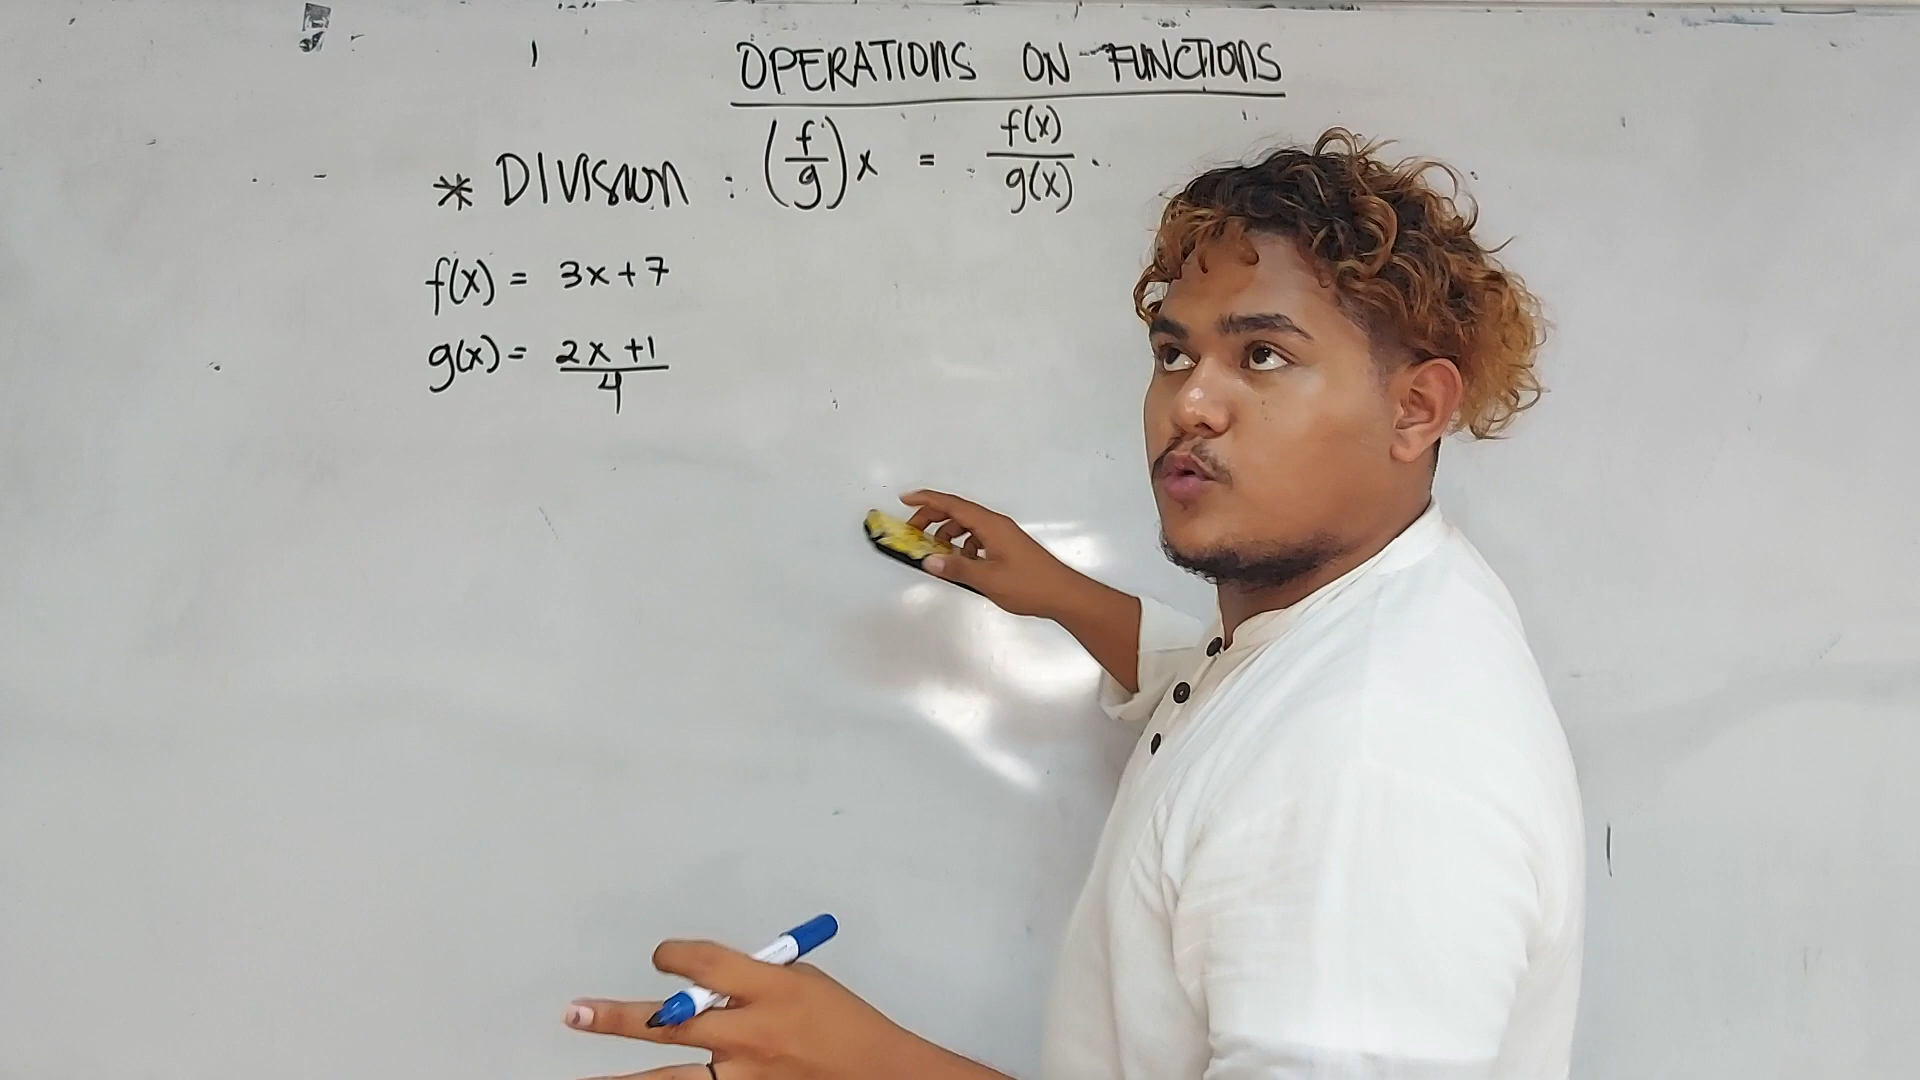 OPERATIONS ON FUNCTIONS
* DIVISION : (f/g)x = f(x)/g(x).
f(x) = 3x+7
g(x) = 2x+1/4